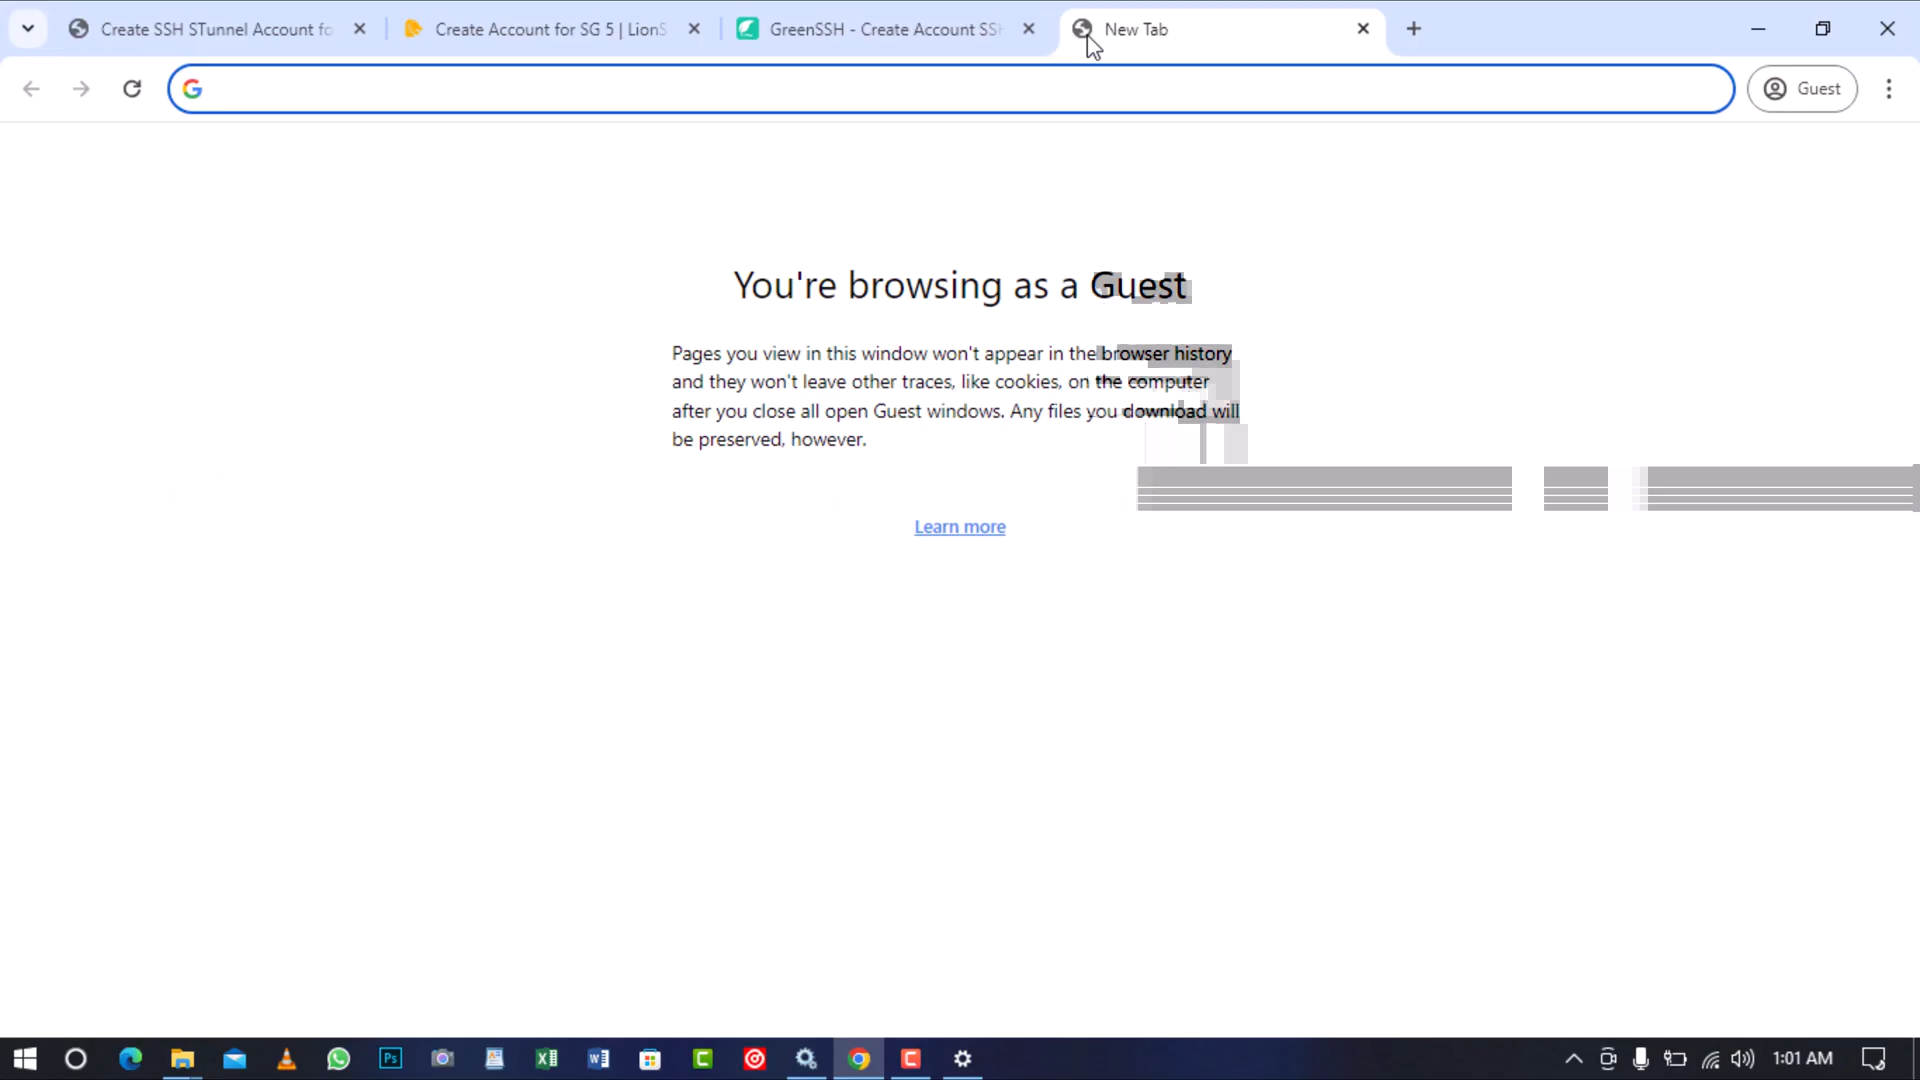 Create SSH STunnel Account fo
Create Account for SG 5 | LionS
GreenSSH - Create Account SSH
New Tab
Guest
You're browsing as a Guest
Pages you view in this window won't appear in the browser history
and they won't leave other traces, like cookies, on the computer
after you close all open Guest windows. Any files you download will
be preserved, however.
Learn more
Ps
1:01 AM